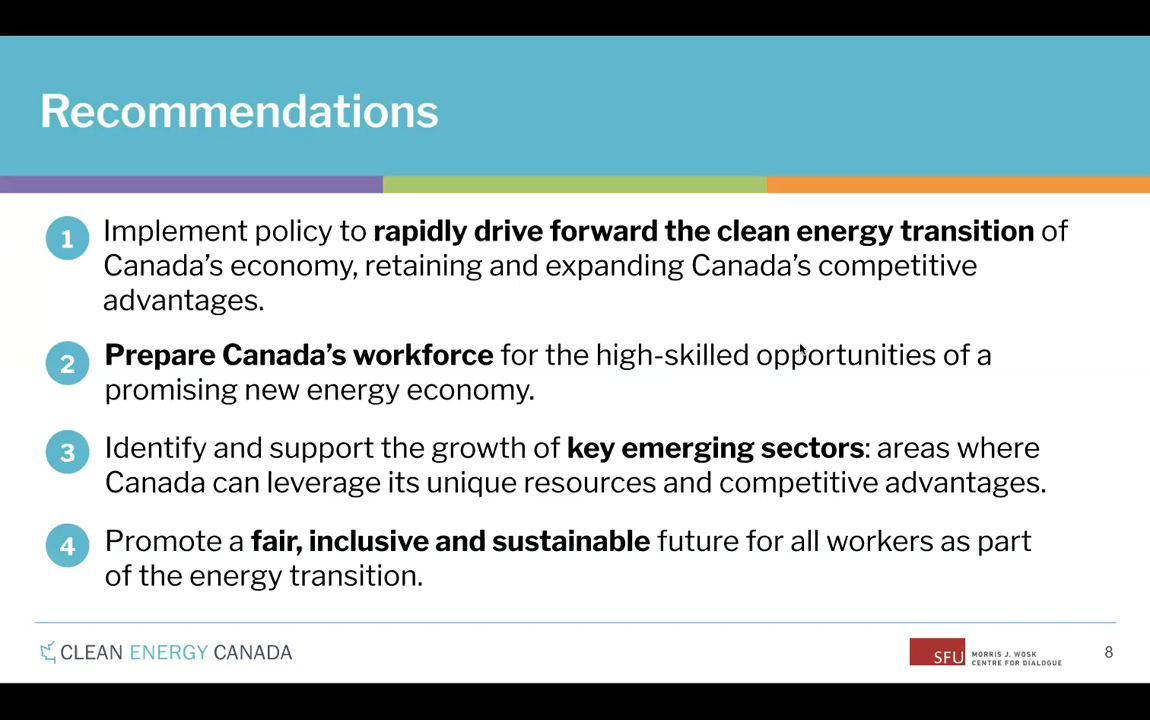 Recommendations
1
Implement policy to rapidly drive forward the clean energy transition of
Canada's economy, retaining and expanding Canada's competitive
advantages.
2
Prepare Canada's workforce for the high-skilled opportunities of a
promising new energy economy.
3
Identify and support the growth of key emerging sectors: areas where
Canada can leverage its unique resources and competitive advantages.
4
Promote a fair, inclusive and sustainable future for all workers as part
of the energy transition.
CLEAN ENERGY CANADA
SFU
MORRIS J. WOSK
CENTRE FOR DIALOGUE
8